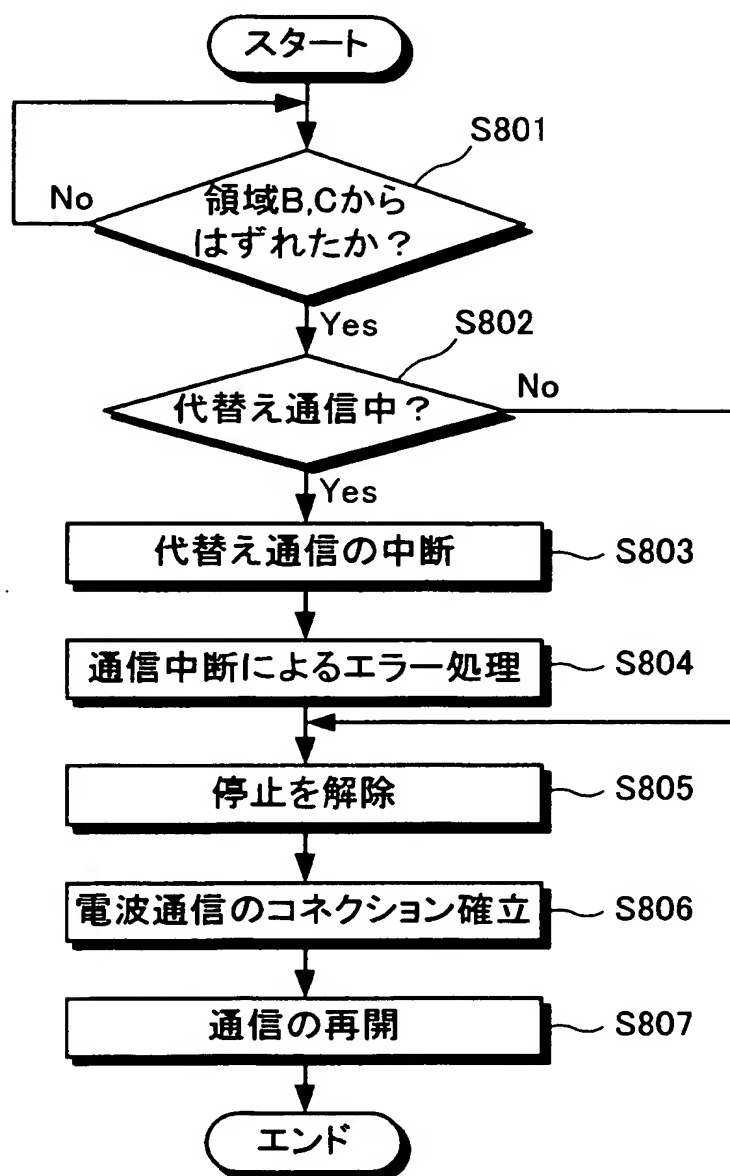 スタート
S801
No
領域B,Cから
はずれたか？
Yes
S802
No
代替え通信中？
Yes
代替え通信の中断
S803
通信中断によるエラー処理
S804
停止を解除
S805
電波通信のコネクション確立
S806
通信の再開
S807
エンド